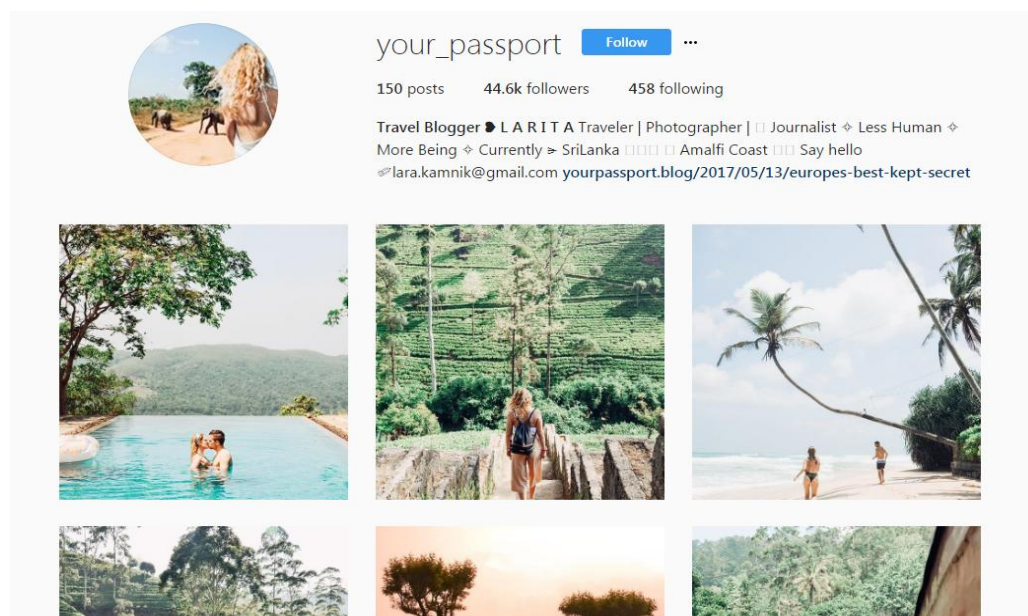 your_passport Follow ...
150 posts 44.6k followers 458 following
Travel Blogger ❥ L A R I T A Traveler | Photographer | □ Journalist ✧ Less Human ✧
More Being ✧ Currently ➣ SriLanka □□□ □ Amalfi Coast □□ Say hello
✐lara.kamnik@gmail.com yourpassport.blog/2017/05/13/europes-best-kept-secret